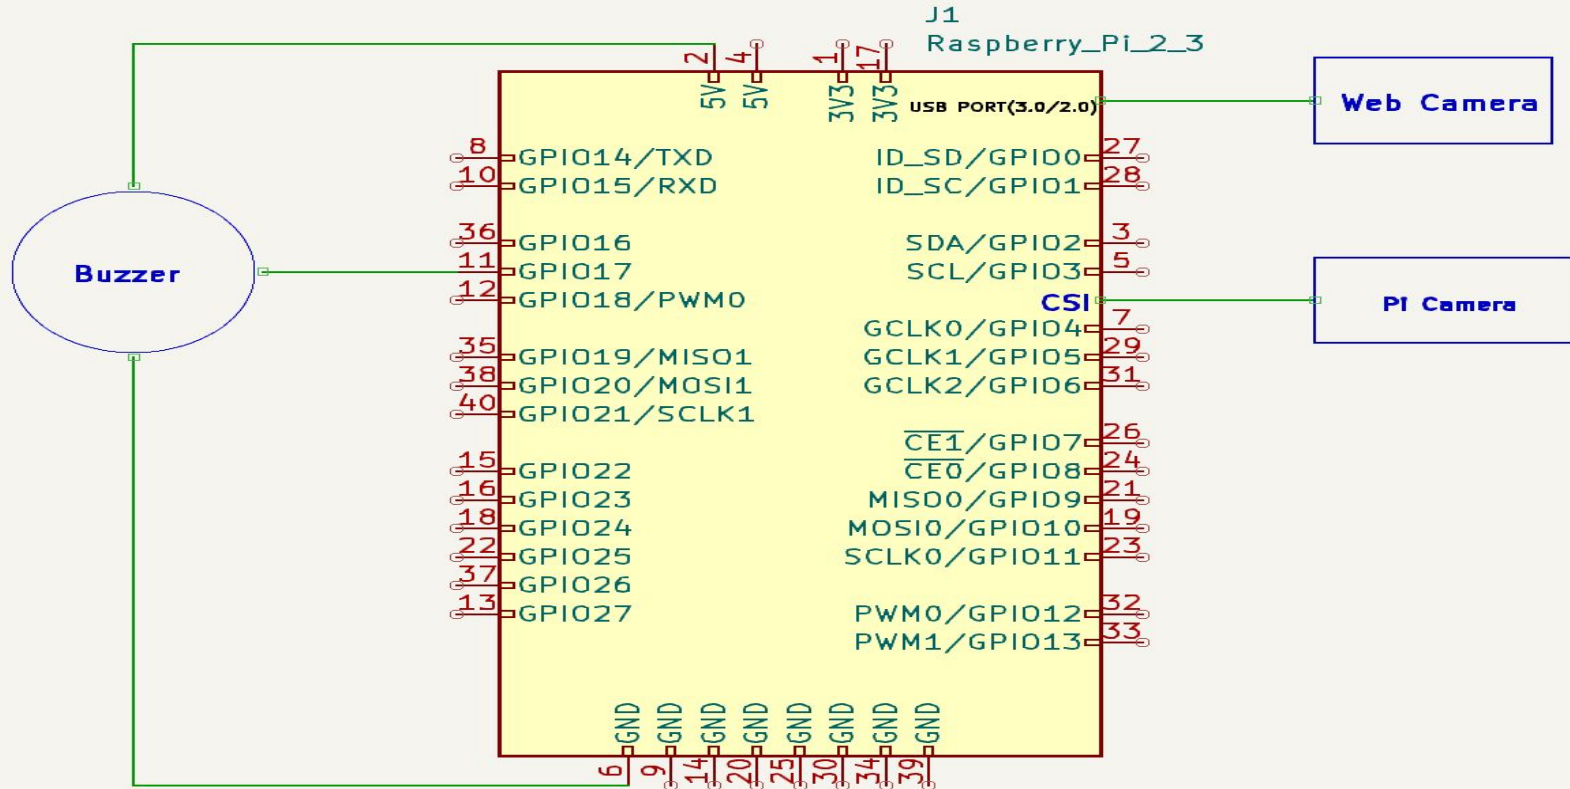 J1
Raspberry_Pi_2_3
2
4
1
17
5V
5V
3V3
3V3
USB PORT(3.0/2.0)
Web Camera
8
GPIO14/TXD
ID_SD/GPIO0
27
10
GPIO15/RXD
ID_SC/GPIO1
28
36
GPIO16
SDA/GPIO2
3
11
GPIO17
SCL/GPIO3
5
Buzzer
12
GPIO18/PWM0
CSI
Pi Camera
GCLK0/GPIO4
7
35
GPIO19/MISO1
GCLK1/GPIO5
29
38
GPIO20/MOSI1
GCLK2/GPIO6
31
40
GPIO21/SCLK1
CE1/GPIO7
26
15
GPIO22
CE0/GPIO8
24
16
GPIO23
MISO0/GPIO9
21
18
GPIO24
MOSI0/GPIO10
19
22
GPIO25
SCLK0/GPIO11
23
37
GPIO26
13
GPIO27
PWM0/GPIO12
32
PWM1/GPIO13
33
GND
GND
GND
GND
GND
GND
GND
GND
6
9
14
20
25
30
34
39